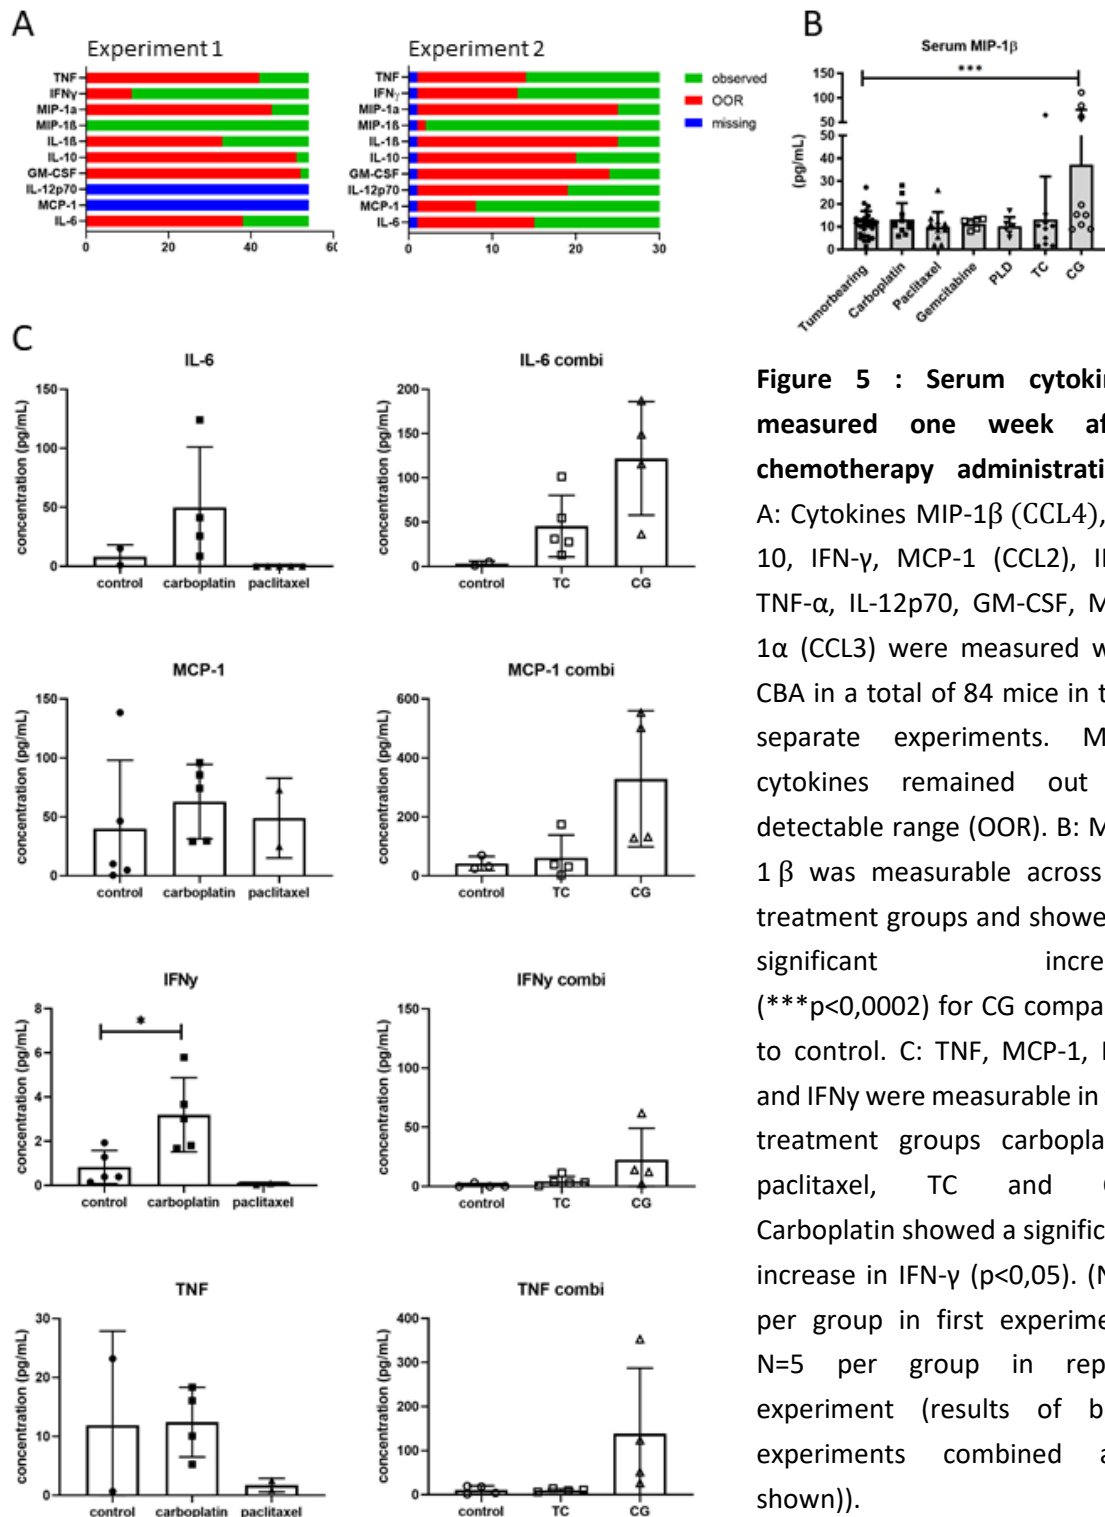 A
Experiment 1
TNF
IFNγ
MIP-1a
MIP-1ß
IL-1ß
IL-10
GM-CSF
IL-12p70
MCP-1
IL-6
0 20 40 60
Experiment 2
TNF
IFNγ
MIP-1a
MIP-1ß
IL-1ß
IL-10
GM-CSF
IL-12p70
MCP-1
IL-6
0 10 20 30
observed
OOR
missing
B
Serum MIP-1β
***
(pg/mL)
150
100
50
50
40
30
20
10
0
Tumorbearing
Carboplatin
Paclitaxel
Gemcitabine
PLD
TC
CG
C
IL-6
concentration (pg/mL)
150
100
50
0
control carboplatin paclitaxel
IL-6 combi
concentration (pg/mL)
200
150
100
50
0
control TC CG
MCP-1
concentration (pg/mL)
150
100
50
0
control carboplatin paclitaxel
MCP-1 combi
concentration (pg/mL)
600
400
200
0
control TC CG
IFNy
concentration (pg/mL)
8
6
4
2
0
*
control carboplatin paclitaxel
IFNy combi
concentration (pg/mL)
150
100
50
0
control TC CG
TNF
concentration (pg/mL)
30
20
10
0
control carboplatin paclitaxel
TNF combi
concentration (pg/mL)
400
300
200
100
0
control TC CG
Figure 5 : Serum cytokin
measured one week af
chemotherapy administrati
A: Cytokines MIP-1β (CCL4),
10, IFN-γ, MCP-1 (CCL2), I
TNF-α, IL-12p70, GM-CSF, M
1α (CCL3) were measured w
CBA in a total of 84 mice in t
separate experiments. M
cytokines remained out
detectable range (OOR). B: M
1 β was measurable across
treatment groups and showe
significant incre
(***p<0,0002) for CG compa
to control. C: TNF, MCP-1, I
and IFNy were measurable in
treatment groups carbopla
paclitaxel, TC and
Carboplatin showed a signific
increase in IFN-γ (p<0,05). (N
per group in first experime
N=5 per group in rep
experiment (results of b
experiments combined a
shown)).